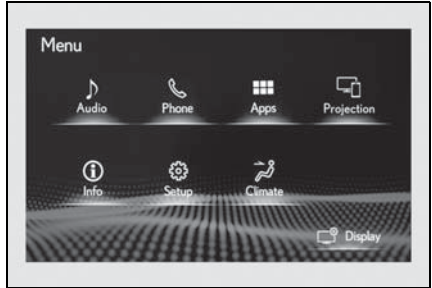 Menu
Audio Phone Apps Projection
Info Setup Climate
Display